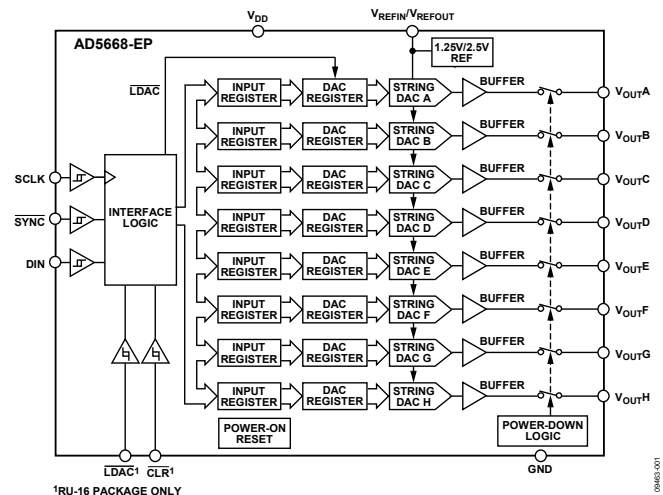 VDD
VREFIN/VREFOUT
AD5668-EP
1.25V/2.5V
REF
LDAC
INPUT
REGISTER
DAC
REGISTER
STRING
DAC A
BUFFER
VOUTA
INPUT
REGISTER
DAC
REGISTER
STRING
DAC B
BUFFER
VOUTB
INPUT
REGISTER
DAC
REGISTER
STRING
DAC C
BUFFER
VOUTC
SCLK
SYNC
DIN
INTERFACE
LOGIC
INPUT
REGISTER
DAC
REGISTER
STRING
DAC D
BUFFER
VOUTD
INPUT
REGISTER
DAC
REGISTER
STRING
DAC E
BUFFER
VOUTE
INPUT
REGISTER
DAC
REGISTER
STRING
DAC F
BUFFER
VOUTF
INPUT
REGISTER
DAC
REGISTER
STRING
DAC G
BUFFER
VOUTG
INPUT
REGISTER
DAC
REGISTER
STRING
DAC H
BUFFER
VOUTH
POWER-ON
RESET
POWER-DOWN
LOGIC
LDAC1
CLR1
GND
1RU-16 PACKAGE ONLY
09463-001